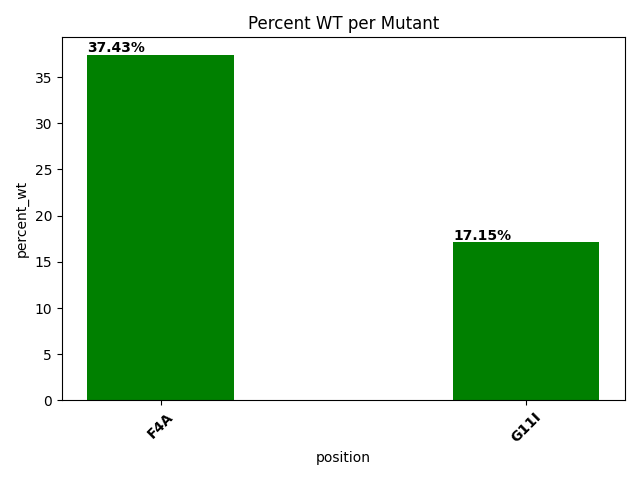 Percent WT per Mutant
37.43%
17.15%
35
30
25
20
15
10
5
0
percent_wt
F4A
G11I
position